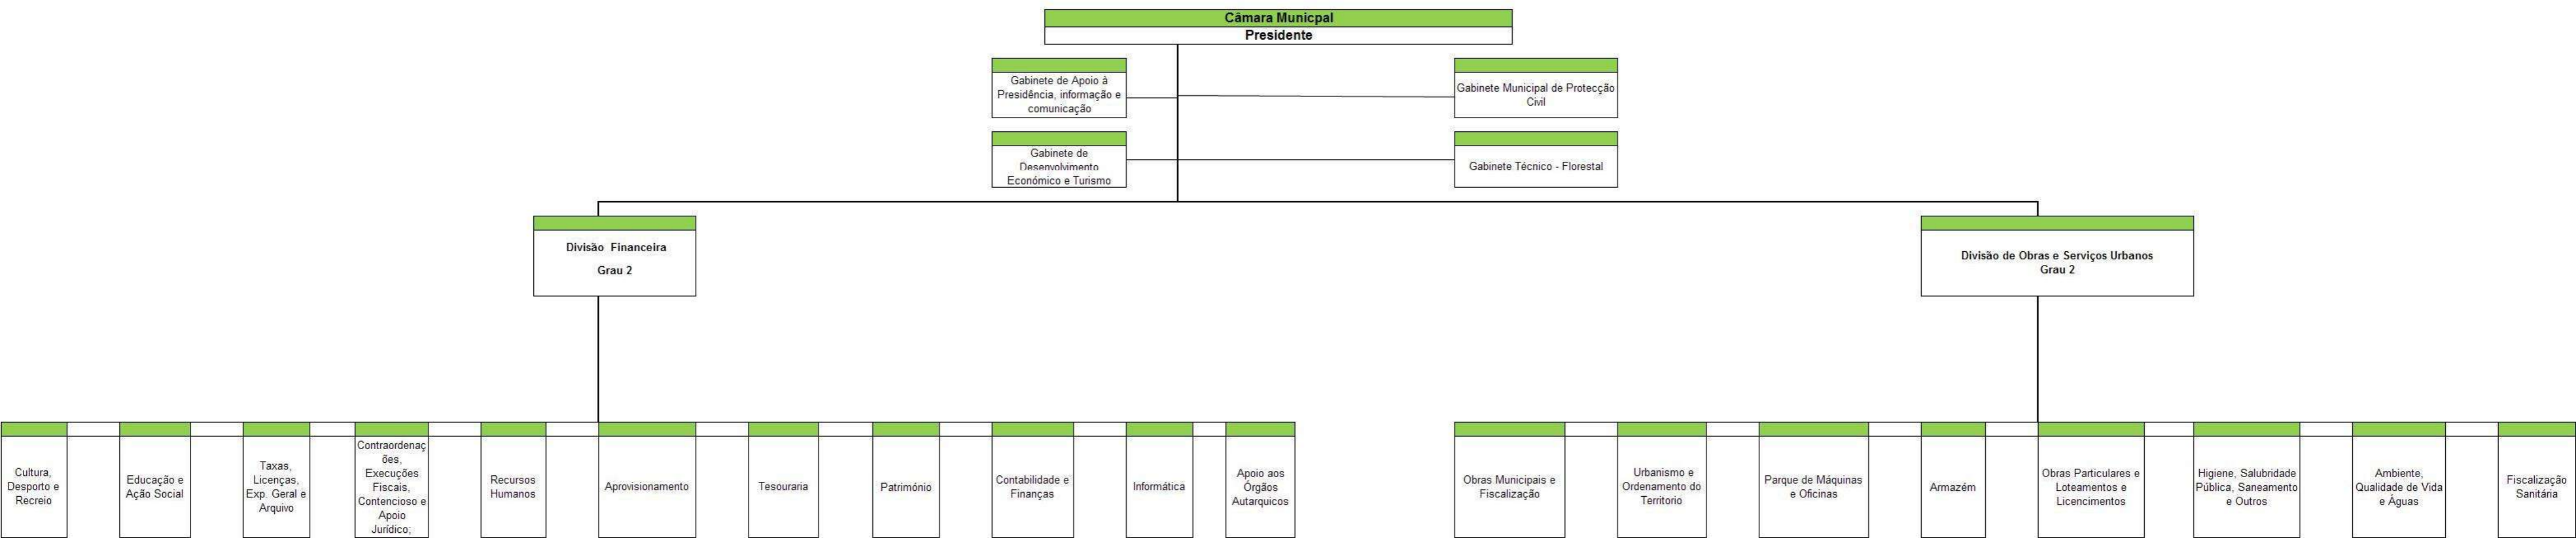 Câmara Municpal
Presidente
Gabinete de Apoio à
Presidência, informação e
comunicação
Gabinete Municipal de Protecção
Civil
Gabinete de
Desenvolvimento
Económico e Turismo
Gabinete Técnico - Florestal
Divisão Financeira
Grau 2
Divisão de Obras e Serviços Urbanos
Grau 2
Cultura,
Desporto e
Recreio
Educação e
Ação Social
Taxas,
Licenças,
Exp. Geral e
Arquivo
Contraordenaç
ões,
Execuções
Fiscais,
Contencioso e
Apoio
Jurídico;
Recursos
Humanos
Aprovisionamento
Tesouraria
Património
Contabilidade e
Finanças
Informática
Apoio aos
Órgãos
Autarquicos
Obras Municipais e
Fiscalização
Urbanismo e
Ordenamento do
Territorio
Parque de Máquinas
e Oficinas
Armazém
Obras Particulares e
Loteamentos e
Licencimentos
Higiene, Salubridade
Pública, Saneamento
e Outros
Ambiente,
Qualidade de Vida
e Águas
Fiscalização
Sanitária